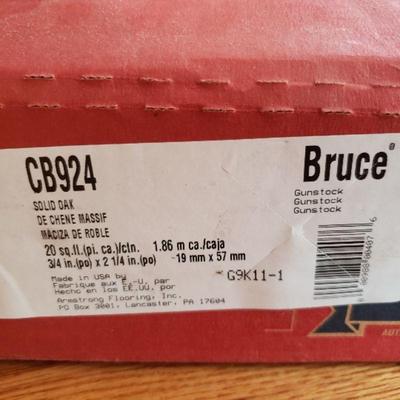 CB924
SOLID OAK
DE CHENE MASSIF
MACIZA DE ROBLE
20 sq.ft.(pi. ca.)/ctn. 1.86 m ca./caja
3/4 in.(po) x 2 1/4 in.(po) -19 mm x 57 mm
Made in USA by
Fabrique aux E.-U. par
Hecho en los EE.UU. por
Armstrong Flooring, Inc.
PO Box 3001, Lancaster, PA 17604
G9K11-1
Bruce®
Gunstock
Gunstock
Gunstock
AUT